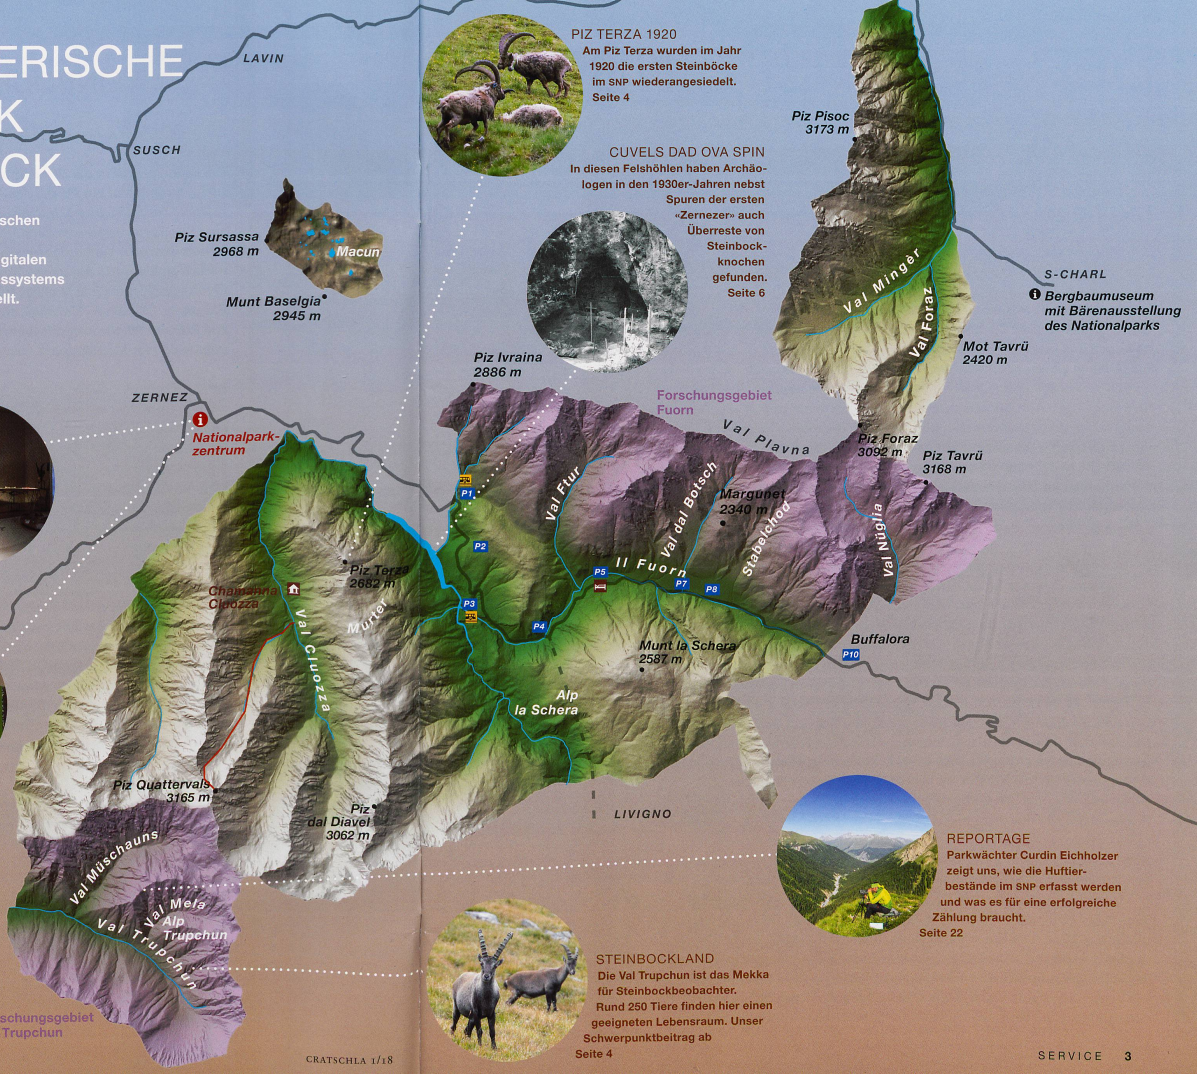 ERISCHE
K
CK
schen
gitalen
ssystems
ellt.
LAVIN
SUSCH
PIZ TERZA 1920
Am Piz Terza wurden im Jahr
1920 die ersten Steinböcke
im SNP wiederangesiedelt.
Seite 4
CUVELS DAD OVA SPIN
In diesen Felshöhlen haben Archäo-
logen in den 1930er-Jahren nebst
Spuren der ersten
«Zernezer» auch
Überreste von
Steinbock-
knochen
gefunden.
Seite 6
Piz Pisoc
3173 m
Piz Sursassa
2968 m
Macun
Munt Baselgia
2945 m
Val Mingèr
Val Foraz
S-CHARL
i Bergbaumuseum
mit Bärenausstellung
des Nationalparks
Mot Tavrü
2420 m
Piz Ivraina
2886 m
ZERNEZ
i
Nationalpark-
zentrum
Forschungsgebiet
Fuorn
Val Plavna
Piz Foraz
3092 m
Piz Tavrü
3168 m
P1
Val Ftur
Val dal Botsch
Margunet
2340 m
Stabelchod
Val Nüglia
P2
Piz Terza
2682 m
Il Fuorn
P5
P7
P8
Chamanna
Cluozza
Murter
P3
P4
Val Cluozza
Munt la Schera
2587 m
Buffalora
P10
Alp
la Schera
Piz Quattervals
3165 m
Piz
dal Diavel
3062 m
LIVIGNO
Val Müschauns
Val Mela
Alp
Trupchun
Val Trupchun
REPORTAGE
Parkwächter Curdin Eichholzer
zeigt uns, wie die Huftier-
bestände im SNP erfasst werden
und was es für eine erfolgreiche
Zählung braucht.
Seite 22
STEINBOCKLAND
Die Val Trupchun ist das Mekka
für Steinbockbeobachter.
Rund 250 Tiere finden hier einen
geeigneten Lebensraum. Unser
Schwerpunktbeitrag ab
Seite 4
schungsgebiet
Trupchun
CRATSCHLA 1/18
SERVICE 3